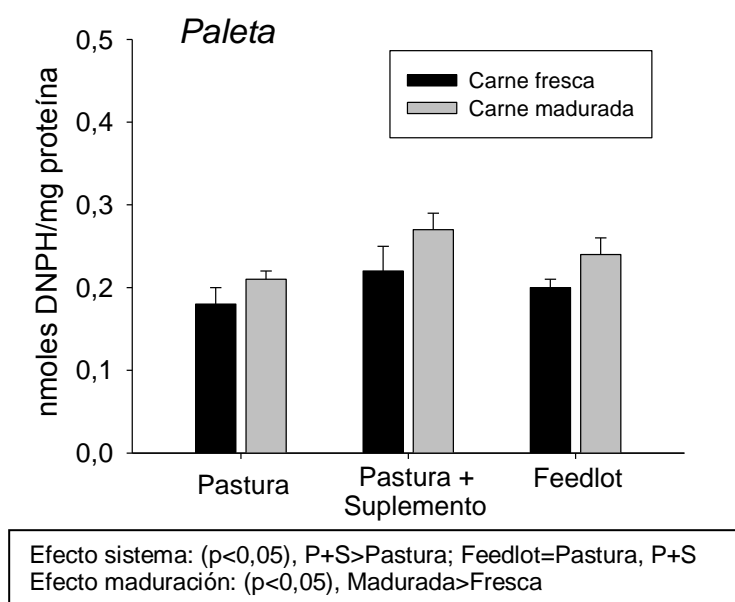 Paleta
Carne fresca
Carne madurada
nmoles DNPH/mg proteína
0,5
0,4
0,3
0,2
0,1
0,0
Pastura
Pastura +
Suplemento
Feedlot
Efecto sistema: (p<0,05), P+S>Pastura; Feedlot=Pastura, P+S
Efecto maduración: (p<0,05), Madurada>Fresca